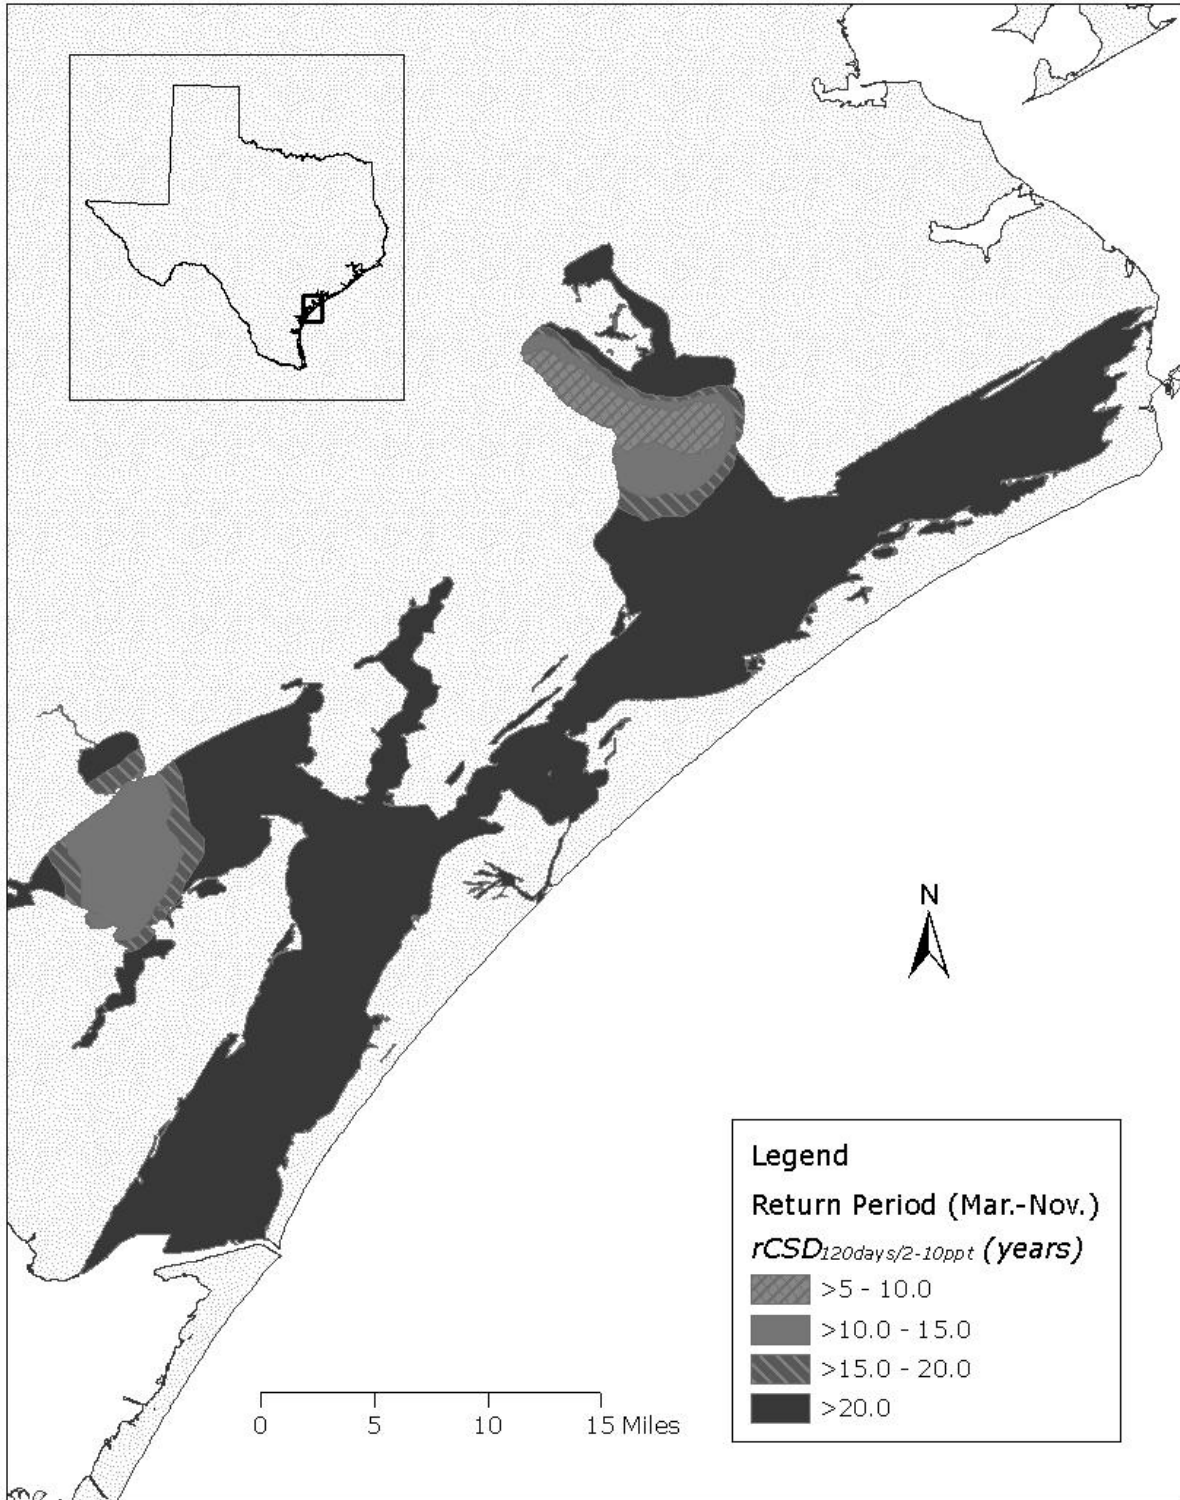 N
Legend
Return Period (Mar.-Nov.)
rCSD120days/2-10ppt (years)
>5 - 10.0
>10.0 - 15.0
>15.0 - 20.0
>20.0
0 5 10 15 Miles